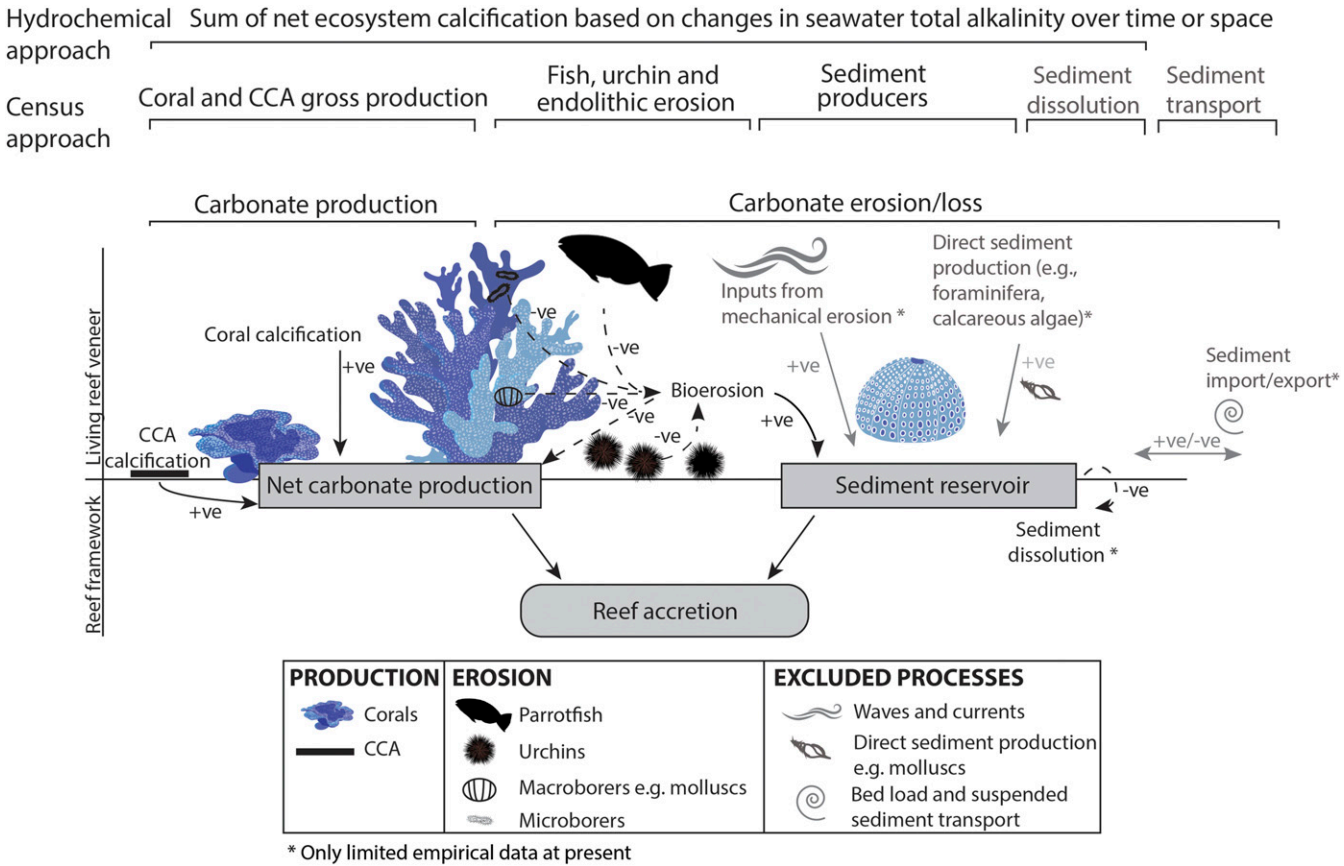 Hydrochemical approach
Sum of net ecosystem calcification based on changes in seawater total alkalinity over time or space
Census approach
Coral and CCA gross production
Fish, urchin and
endolithic erosion
Sediment
producers
Sediment
dissolution
Sediment
transport
Carbonate production
Carbonate erosion/loss
Living reef veneer
Reef framework
Coral calcification
+ve
CCA
calcification
+ve
-ve
-ve
-ve
-ve
-ve
Bioerosion
+ve
Inputs from
mechanical erosion *
+ve
Direct sediment
production (e.g.,
foraminifera,
calcareous algae)*
+ve
Sediment
import/export*
+ve/-ve
-ve
Net carbonate production
Sediment reservoir
Sediment
dissolution *
Reef accretion
PRODUCTION
Corals
CCA
EROSION
Parrotfish
Urchins
Macroborers e.g. molluscs
Microborers
EXCLUDED PROCESSES
Waves and currents
Direct sediment production
e.g. molluscs
Bed load and suspended
sediment transport
* Only limited empirical data at present